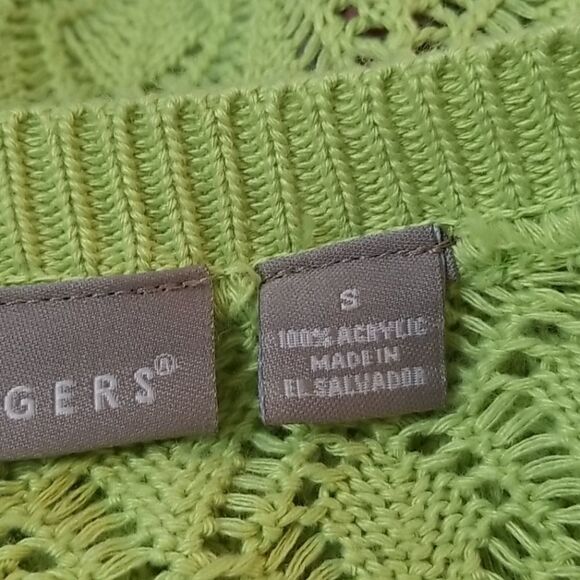 GERS®
S
100% ACRYLIC
MADE IN
EL SALVADOR